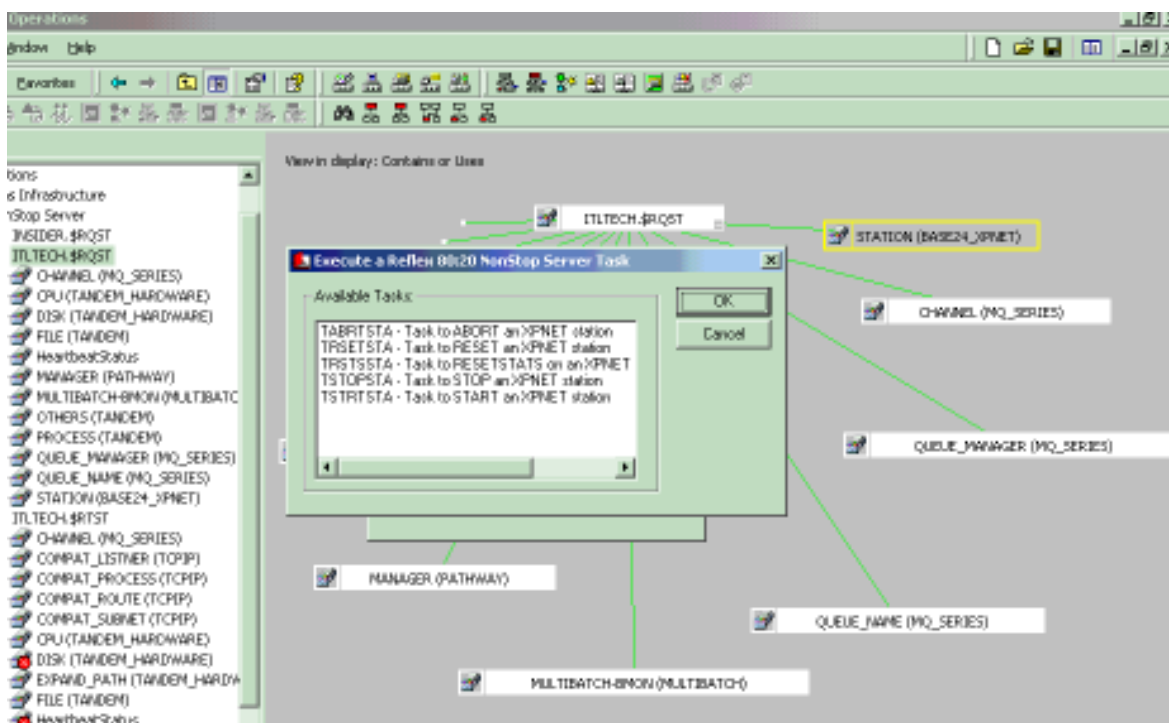 Operations
Window Help
Favorites
View in display: Contains or Uses
tions
s Infrastructure
nStop Server
INSIDER.$RQST
ITLTECH.$RQST
CHANNEL (MQ_SERIES)
CPU (TANDEM_HARDWARE)
DISK (TANDEM_HARDWARE)
FILE (TANDEM)
HeartbeatStatus
MANAGER (PATHWAY)
MULTIBATCH-BMON (MULTIBATC
OTHERS (TANDEM)
PROCESS (TANDEM)
QUEUE_MANAGER (MQ_SERIES)
QUEUE_NAME (MQ_SERIES)
STATION (BASE24_XPNET)
ITLTECH.$RTST
CHANNEL (MQ_SERIES)
COMPAT_LISTNER (TCPIP)
COMPAT_PROCESS (TCPIP)
COMPAT_ROUTE (TCPIP)
COMPAT_SUBNET (TCPIP)
CPU (TANDEM_HARDWARE)
DISK (TANDEM_HARDWARE)
EXPAND_PATH (TANDEM_HARDW
FILE (TANDEM)
HeartbeatStatus
ITLTECH.$RQST
STATION (BASE24_XPNET)
CHANNEL (MQ_SERIES)
QUEUE_MANAGER (MQ_SERIES)
QUEUE_NAME (MQ_SERIES)
MULTIBATCH-BMON (MULTIBATCH)
MANAGER (PATHWAY)
Execute a Reflex 80:20 NonStop Server Task
Available Tasks:
TABRTSTA - Task to ABORT an XPNET station
TRSETSTA - Task to RESET an XPNET station
TRSTSSTA - Task to RESETSTATS on an XPNET
TSTOPSTA - Task to STOP an XPNET station
TSTRTSTA - Task to START an XPNET station
OK
Cancel